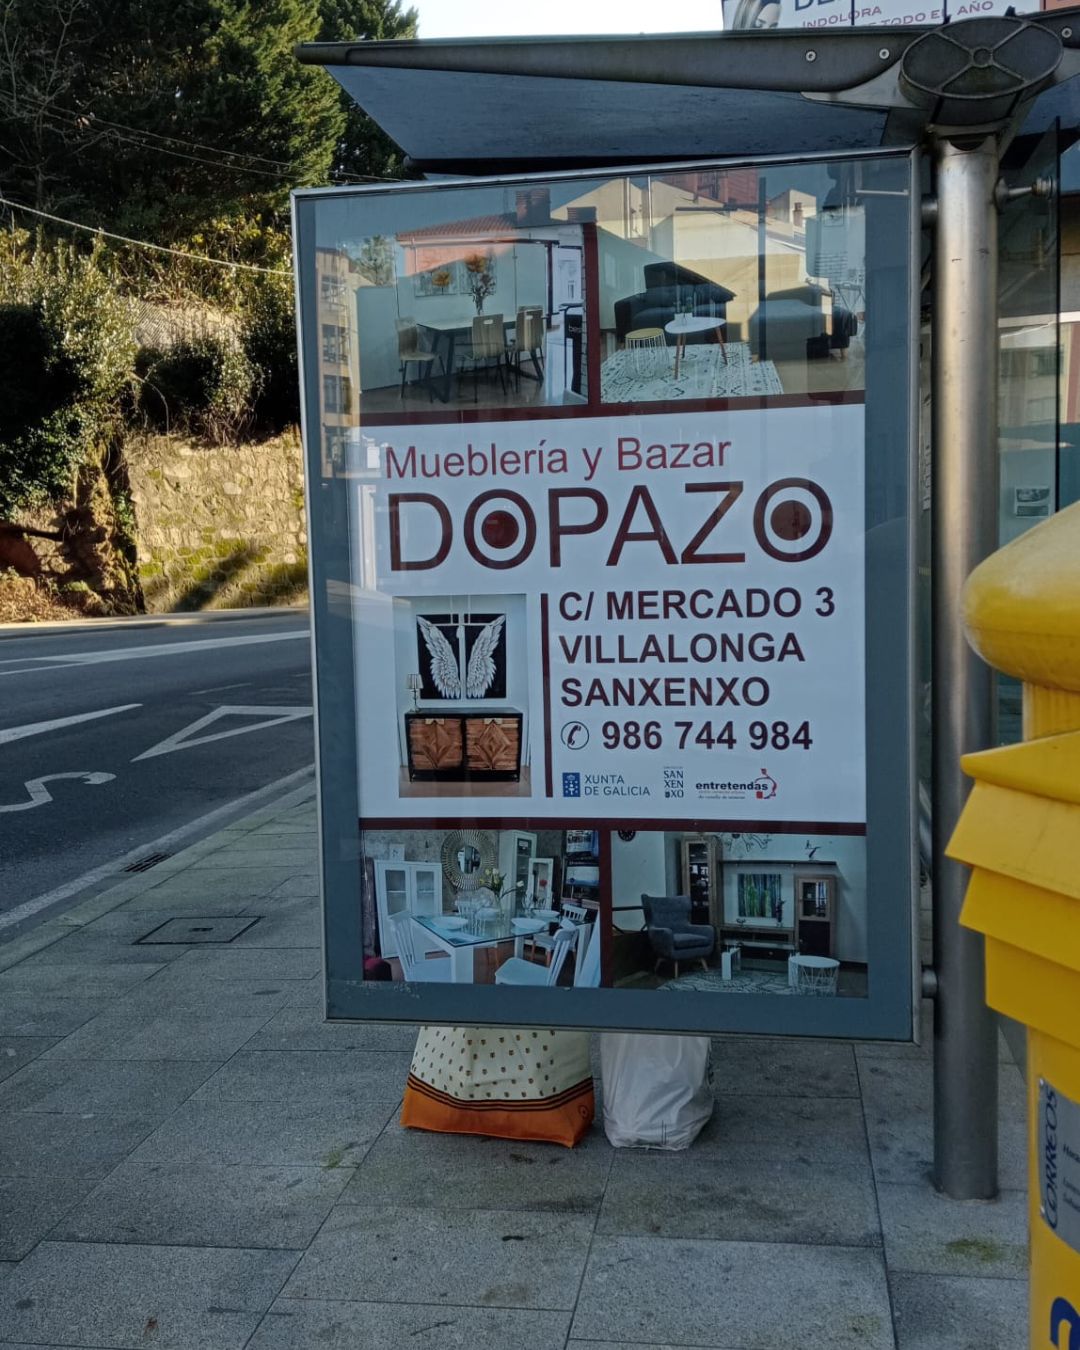 INDOLORA
TODO EL AÑO
Mueblería y Bazar
DOPAZO
C/ MERCADO 3
VILLALONGA
SANXENXO
986 744 984
XUNTA
DE GALICIA
SAN
XEN
XO
entretendas
CORREOS